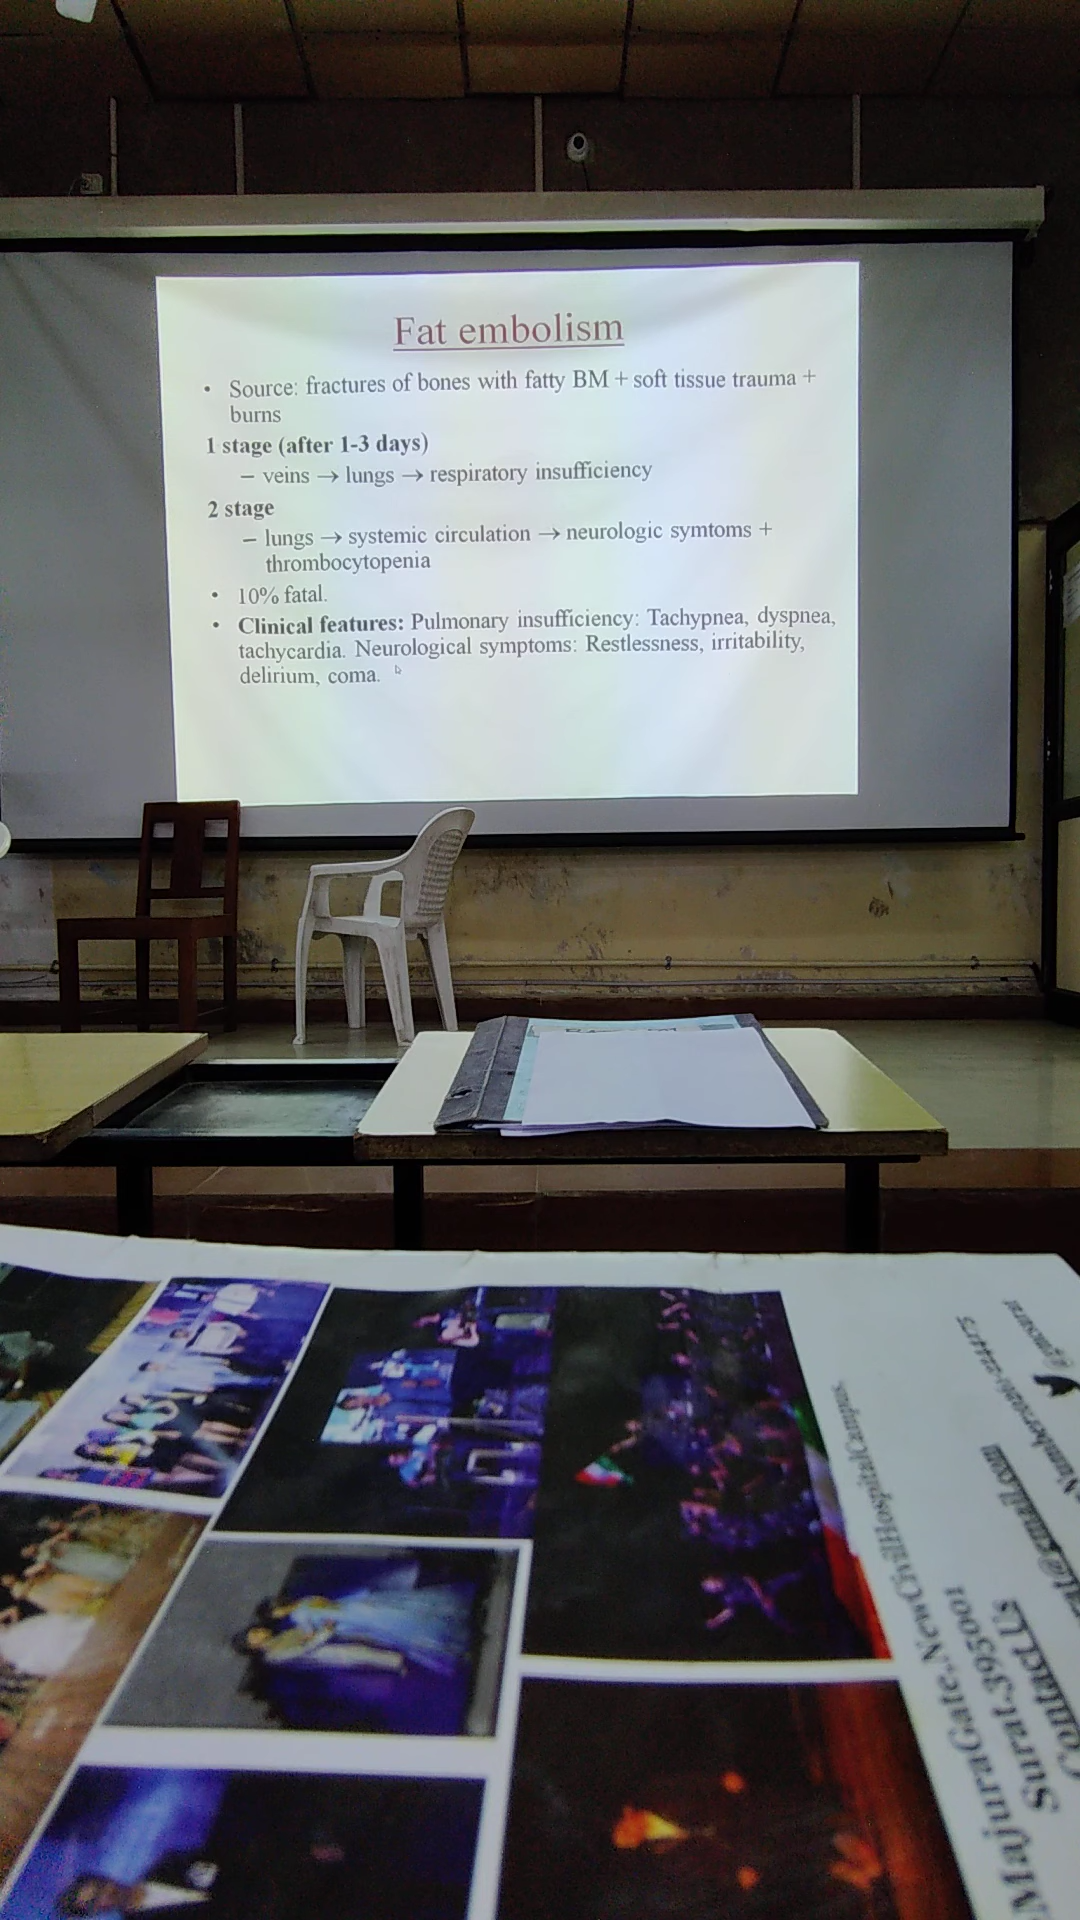 Fat embolism
• Source: fractures of bones with fatty BM + soft tissue trauma +
burns
1 stage (after 1-3 days)
– veins → lungs → respiratory insufficiency
2 stage
– lungs → systemic circulation → neurologic symtoms +
thrombocytopenia
• 10% fatal.
• Clinical features: Pulmonary insufficiency: Tachypnea, dyspnea,
tachycardia. Neurological symptoms: Restlessness, irritability,
delirium, coma.
MajuraGate,NewCivilHospitalCampus,
Surat.395001
Contact Us